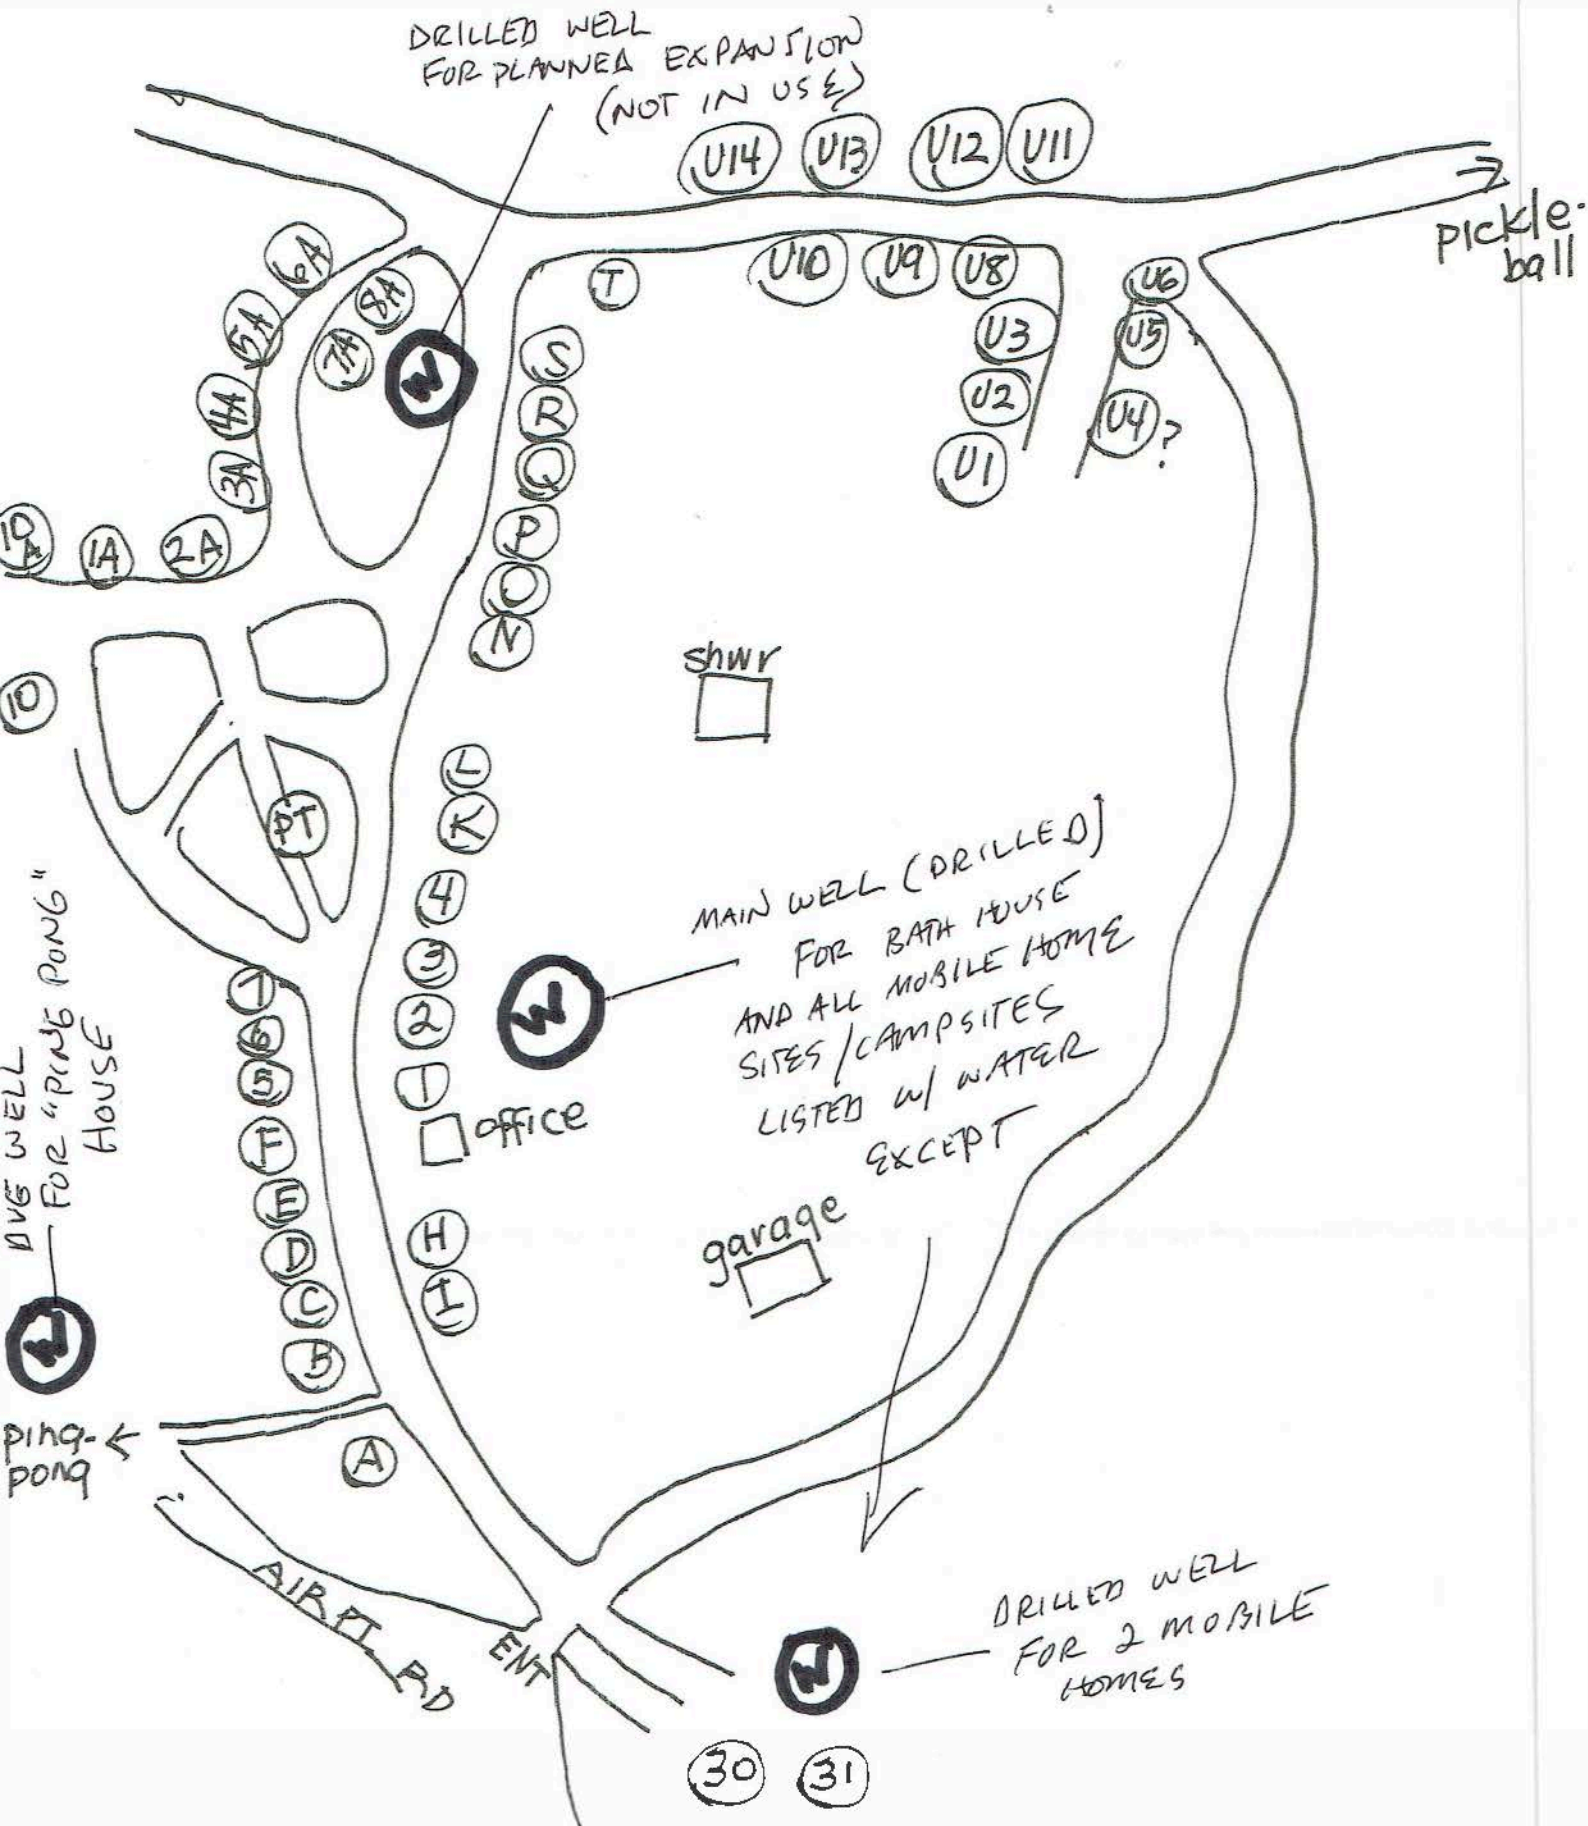 DRILLED WELL
FOR PLANNED EXPANSION
(NOT IN USE)
U14 U13 U12 U11
pickle-
ball
6A
8A
5A
7A
W
4A
3A
10
A
1A
2A
T
U10 U9 U8
U6
U3
U5
U2
U4 ?
U1
S
R
Q
P
O
N
shwr
10
L
K
PT
4
3
2
1
office
W
MAIN WELL (DRILLED)
FOR BATH HOUSE
AND ALL MOBILE HOME
SITES / CAMPSITES
LISTED W/ WATER
EXCEPT
DUG WELL
FOR "PING PONG"
HOUSE
7
6
5
F
E
D
C
B
H
I
garage
W
ping-
pong
A
AIRPT RD
ENT
W
DRILLED WELL
FOR 2 MOBILE
HOMES
30 31